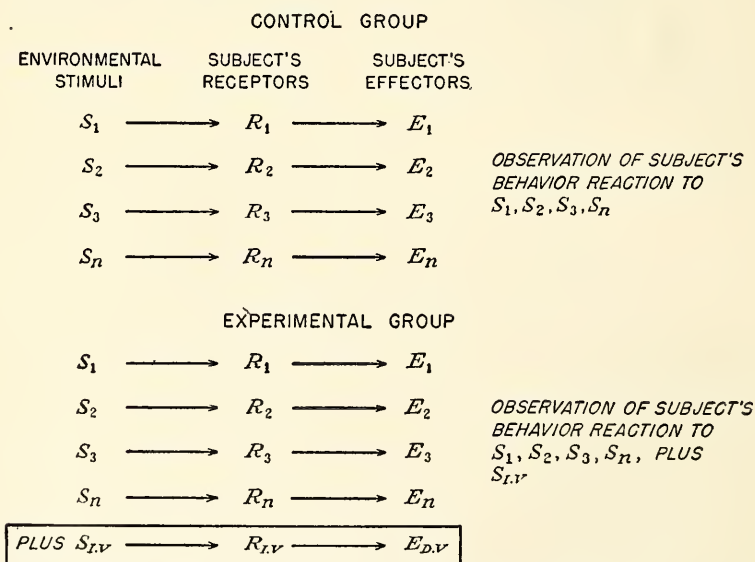 CONTROL GROUP
ENVIRONMENTAL STIMULI
SUBJECT'S RECEPTORS
SUBJECT'S EFFECTORS
S1 → R1 → E1
S2 → R2 → E2
S3 → R3 → E3
Sn → Rn → En
OBSERVATION OF SUBJECT'S
BEHAVIOR REACTION TO
S1, S2, S3, Sn
EXPERIMENTAL GROUP
S1 → R1 → E1
S2 → R2 → E2
S3 → R3 → E3
Sn → Rn → En
OBSERVATION OF SUBJECT'S
BEHAVIOR REACTION TO
S1, S2, S3, Sn, PLUS
SI.V
PLUS SI.V → RI.V → ED.V